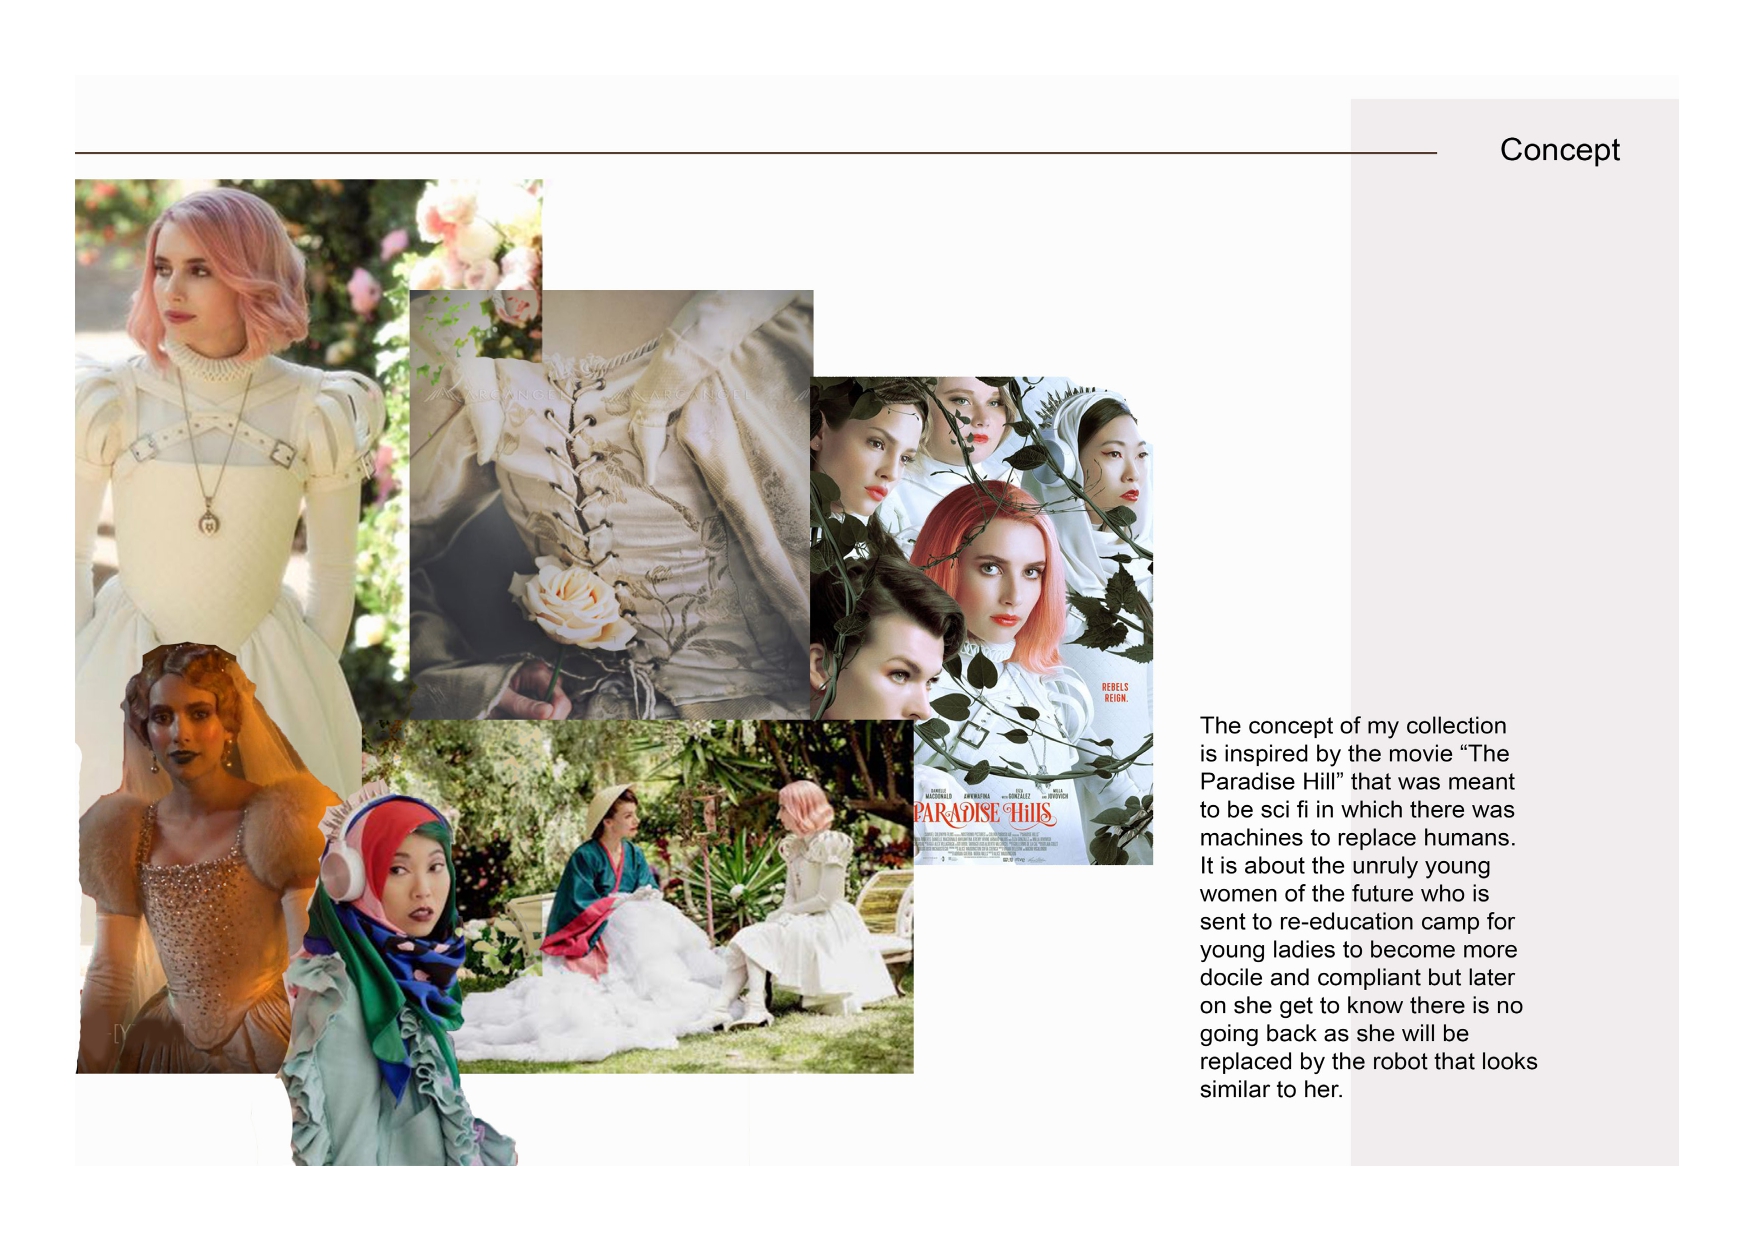 Concept
ARCANGEL ARCANGEL
REBELS
REIGN.
DANIELLE MACDONALD AWKWAFINA EIZA GONZALEZ MILLA JOVOVICH
PARADISE HILLS
The concept of my collection
is inspired by the movie “The
Paradise Hill” that was meant
to be sci fi in which there was
machines to replace humans.
It is about the unruly young
women of the future who is
sent to re-education camp for
young ladies to become more
docile and compliant but later
on she get to know there is no
going back as she will be
replaced by the robot that looks
similar to her.